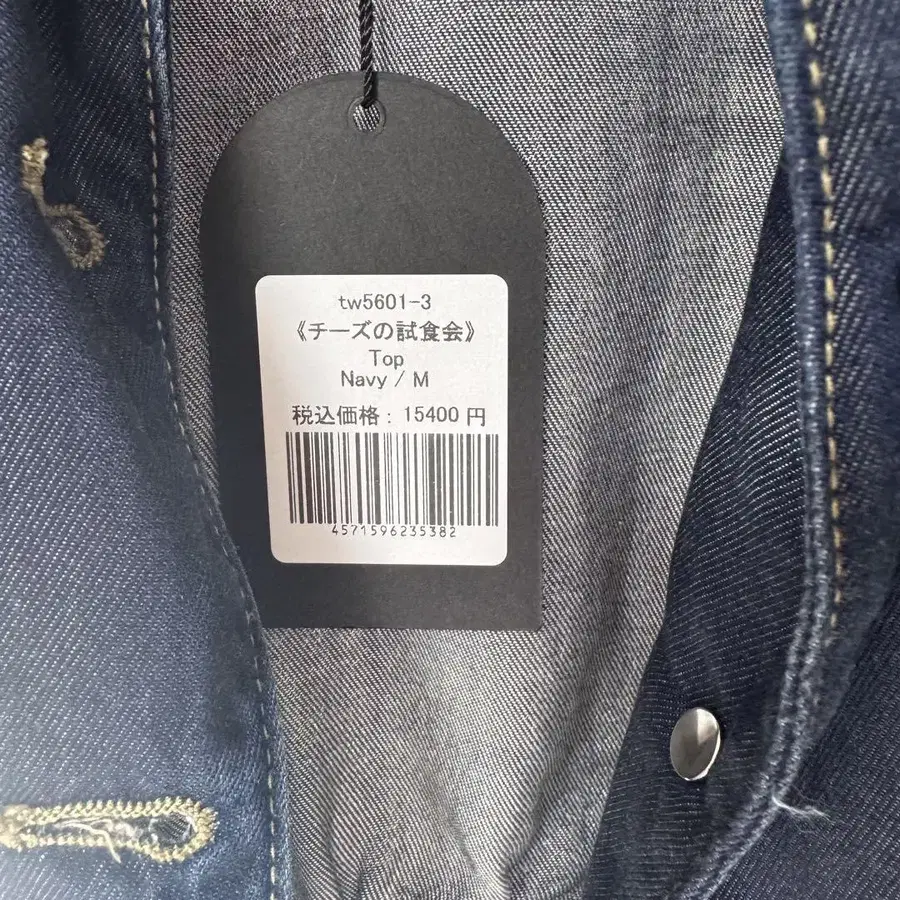 tw5601-3
《チーズの試食会》
Top
Navy / M
税込価格: 15400 円
4571596235382